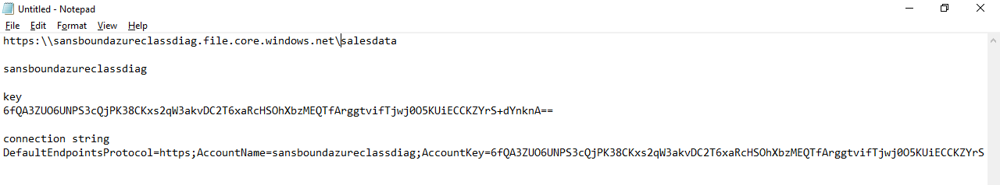 Untitled - Notepad
File Edit Format View Help
https:\\sansboundazureclassdiag.file.core.windows.net\salesdata
sansboundazureclassdiag
key
6fQA3ZUO6UNPS3cQjPK38CKxs2qW3akvDC2T6xaRcHSOhXbzMEQTfArggtvifTjwj0O5KUiECCKZYrS+dYnknA==
connection string
DefaultEndpointsProtocol=https;AccountName=sansboundazureclassdiag;AccountKey=6fQA3ZUO6UNPS3cQjPK38CKxs2qW3akvDC2T6xaRcHSOhXbzMEQTfArggtvifTjwj0O5KUiECCKZYrS